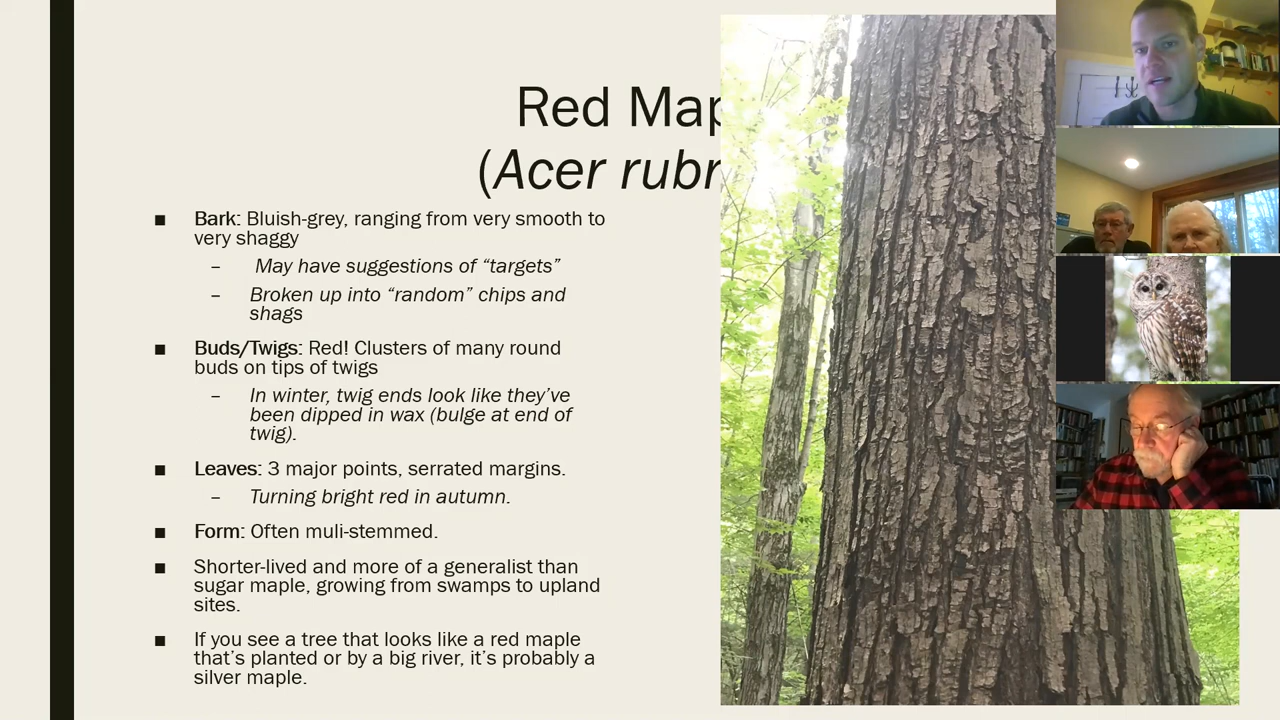 Red Map
(Acer rubr
■ Bark: Bluish-grey, ranging from very smooth to
very shaggy
– May have suggestions of “targets”
– Broken up into “random” chips and
shags
■ Buds/Twigs: Red! Clusters of many round
buds on tips of twigs
– In winter, twig ends look like they’ve
been dipped in wax (bulge at end of
twig).
■ Leaves: 3 major points, serrated margins.
– Turning bright red in autumn.
■ Form: Often muli-stemmed.
■ Shorter-lived and more of a generalist than
sugar maple, growing from swamps to upland
sites.
■ If you see a tree that looks like a red maple
that’s planted or by a big river, it’s probably a
silver maple.